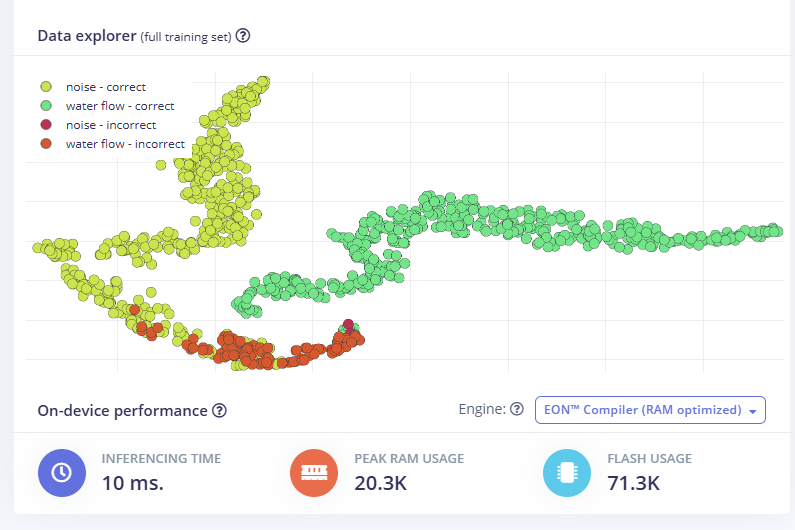 Data explorer (full training set) ?
noise - correct
water flow - correct
noise - incorrect
water flow - incorrect
On-device performance ?
Engine: ?
EON™ Compiler (RAM optimized)
INFERENCING TIME
10 ms.
PEAK RAM USAGE
20.3K
FLASH USAGE
71.3K